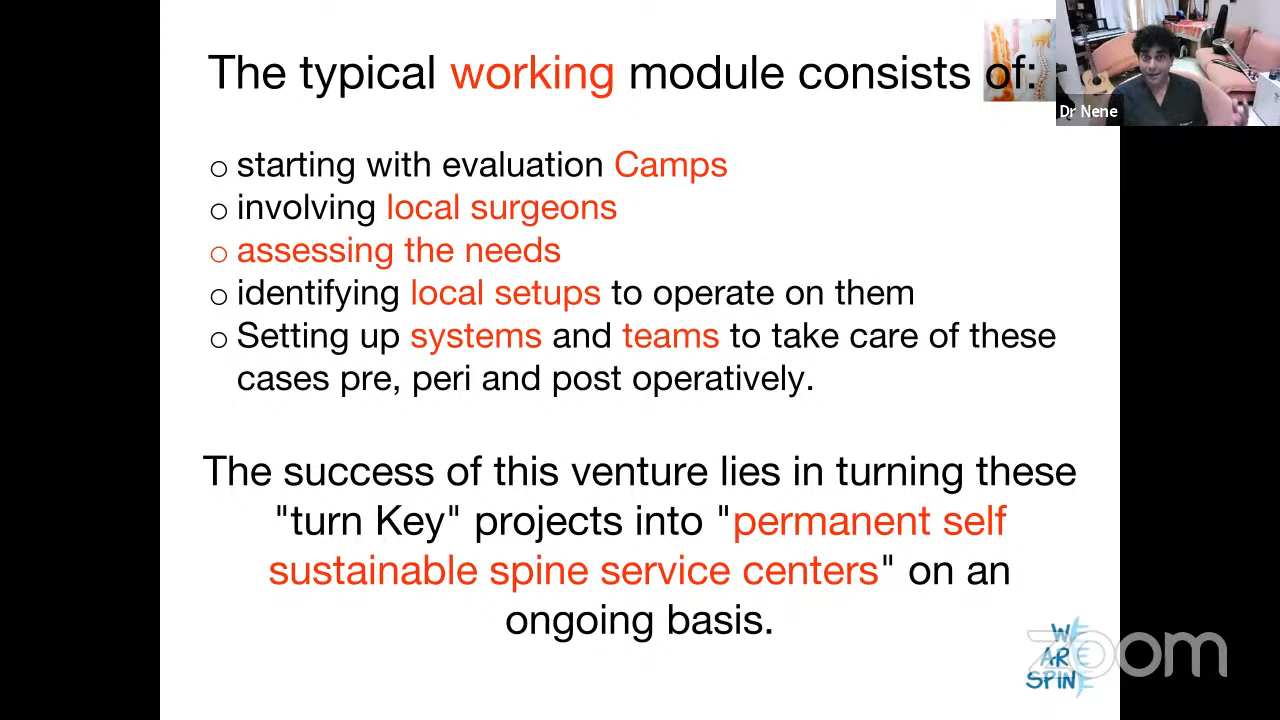 The typical working module consists of:
Dr Nene
o starting with evaluation Camps
o involving local surgeons
o assessing the needs
o identifying local setups to operate on them
o Setting up systems and teams to take care of these
cases pre, peri and post operatively.
The success of this venture lies in turning these
"turn Key" projects into "permanent self
sustainable spine service centers" on an
ongoing basis.
WE
ARE
SPINE
zoom